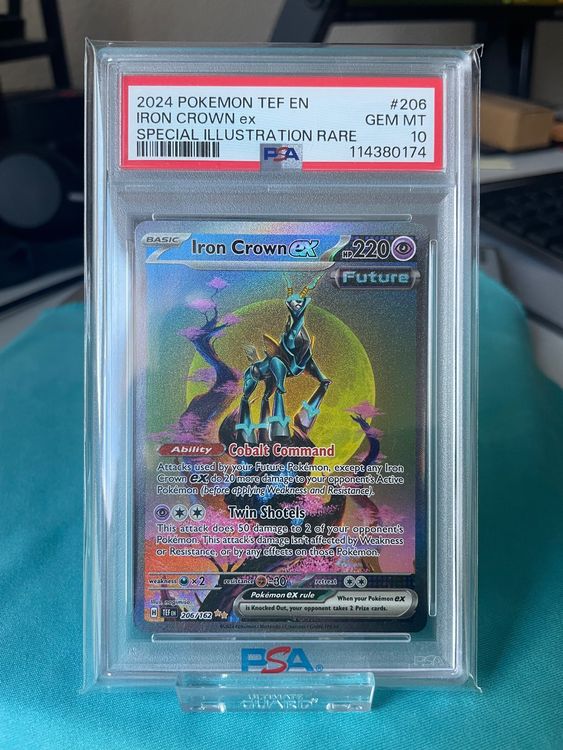 2024 POKEMON TEF EN #206
IRON CROWN ex GEM MT
SPECIAL ILLUSTRATION RARE 10
PSA 114380174
BASIC Iron Crown ex HP 220
Future
Ability Cobalt Command
Attacks used by your Future Pokémon, except any Iron
Crown ex do 20 more damage to your opponent's Active
Pokémon (before applying Weakness and Resistance).
Twin Shotels
This attack does 50 damage to 2 of your opponent's
Pokémon. This attack's damage isn't affected by Weakness
or Resistance, or by any effects on those Pokémon.
weakness ×2 resistance -30 retreat
Pokémon ex rule
When your Pokémon ex
is Knocked Out, your opponent takes 2 Prize cards.
H TEF EN 206/162
PSA
PSA
ULTIMATE
GUARD